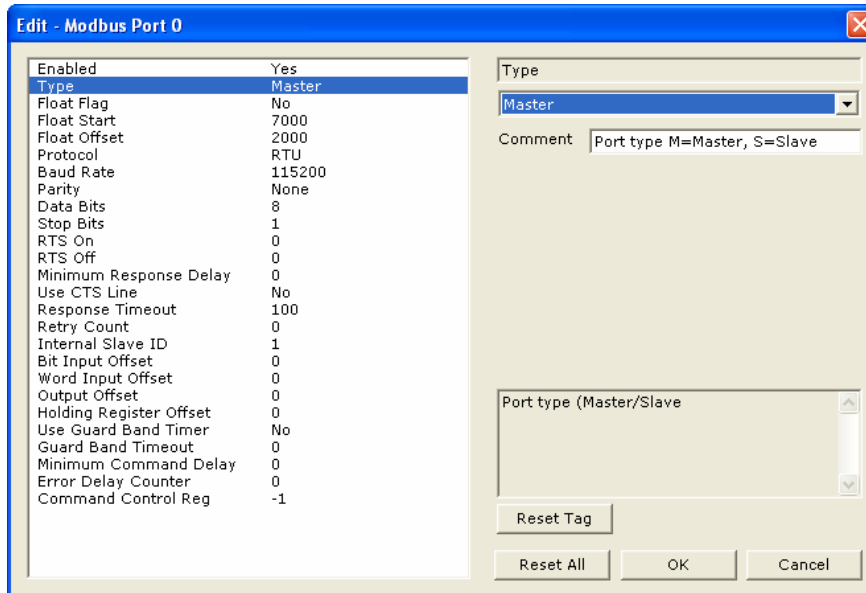 Edit - Modbus Port 0
Enabled Yes
Type Master
Float Flag No
Float Start 7000
Float Offset 2000
Protocol RTU
Baud Rate 115200
Parity None
Data Bits 8
Stop Bits 1
RTS On 0
RTS Off 0
Minimum Response Delay 0
Use CTS Line No
Response Timeout 100
Retry Count 0
Internal Slave ID 1
Bit Input Offset 0
Word Input Offset 0
Output Offset 0
Holding Register Offset 0
Use Guard Band Timer No
Guard Band Timeout 0
Minimum Command Delay 0
Error Delay Counter 0
Command Control Reg -1
Type
Master
Comment Port type M=Master, S=Slave
Port type (Master/Slave
Reset Tag
Reset All OK Cancel